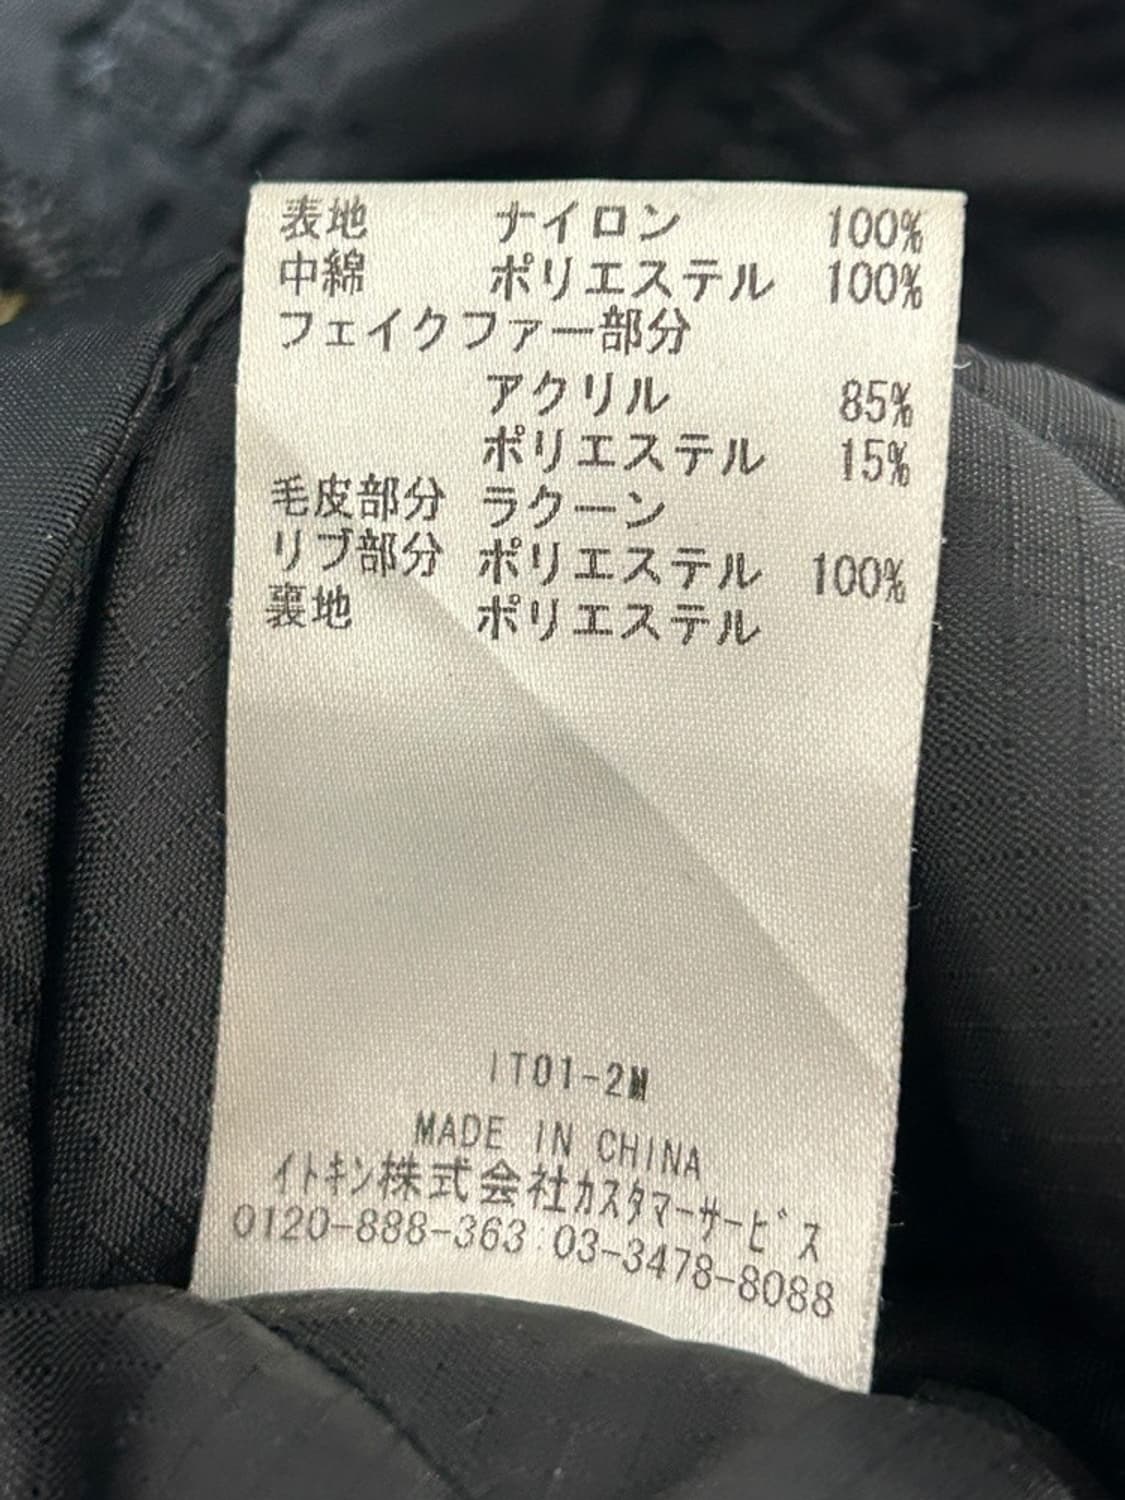 表地 ナイロン 100%
中綿 ポリエステル 100%
フェイクファー部分
アクリル 85%
ポリエステル 15%
毛皮部分 ラクーン
リブ部分 ポリエステル 100%
裏地 ポリエステル
IT01-2M
MADE IN CHINA
イトキン株式会社カスタマーサービス
0120-888-363:03-3478-8088